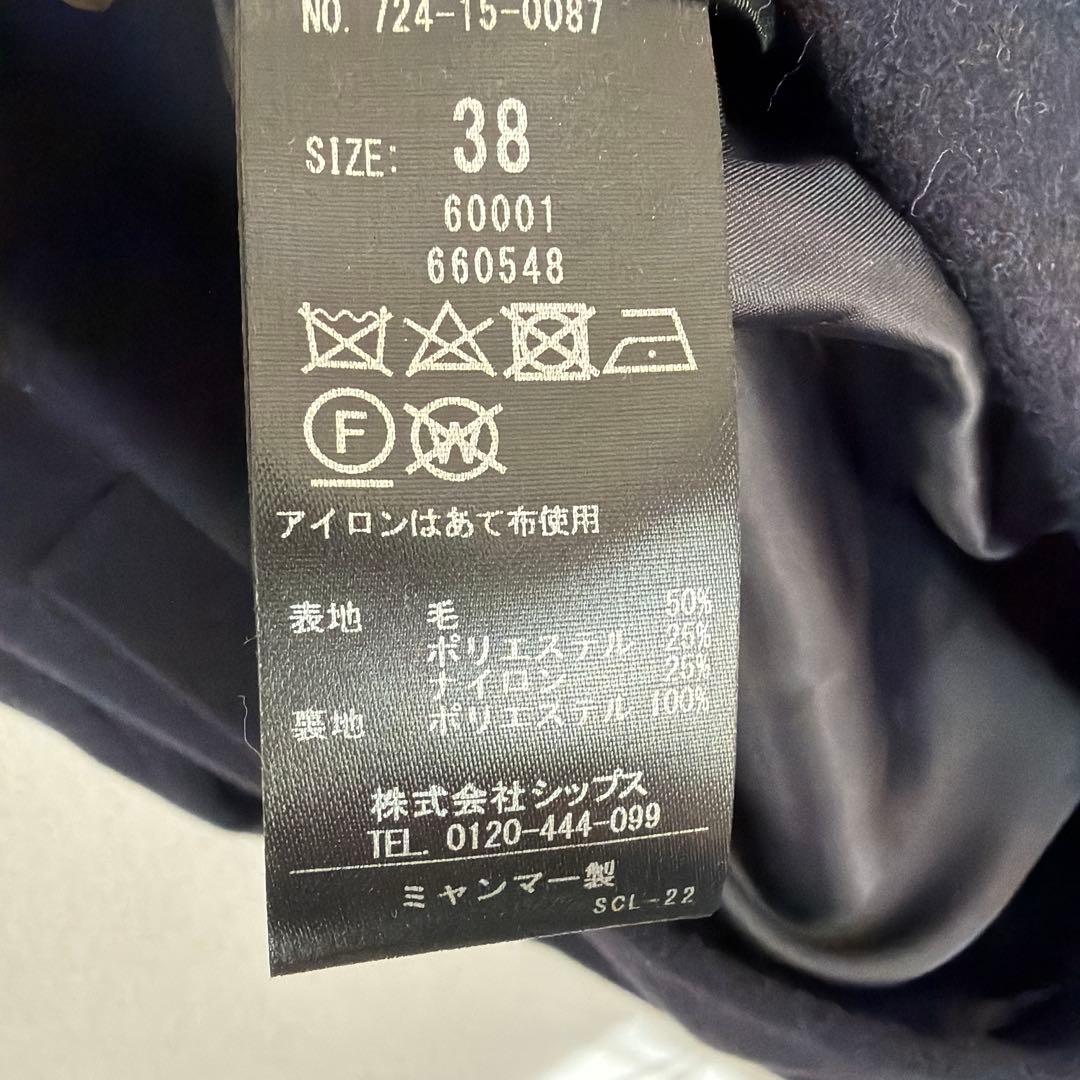 NO. 724-15-0087
SIZE: 38
60001
660548
F W
アイロンはあて布使用
表地 毛 50%
ポリエステル 25%
ナイロン 25%
裏地 ポリエステル 100%
株式会社シップス
TEL. 0120-444-099
ミャンマー製
SCL-22